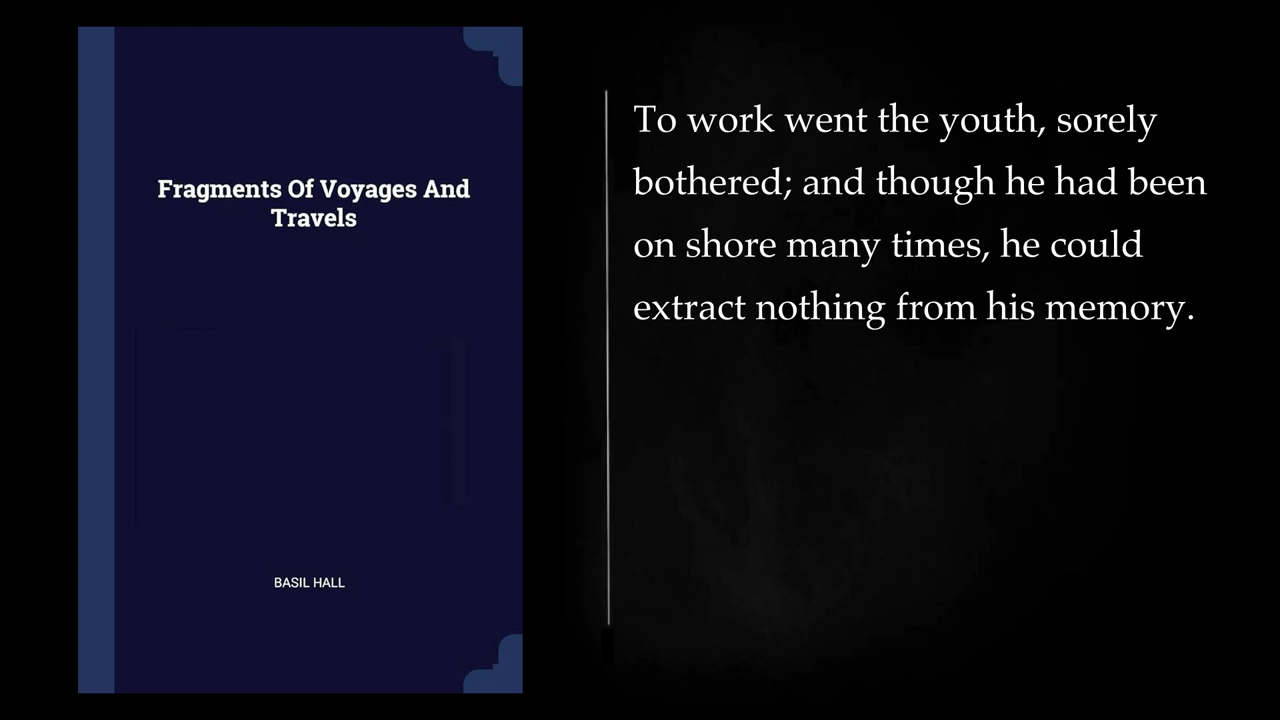 Fragments Of Voyages And
Travels
BASIL HALL
To work went the youth, sorely
bothered; and though he had been
on shore many times, he could
extract nothing from his memory.